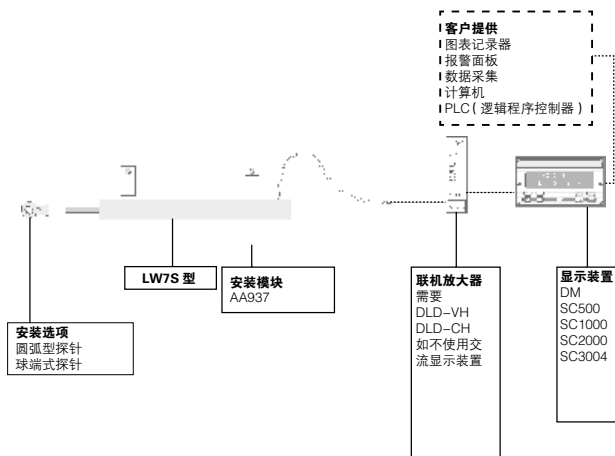 客户提供
图表记录器
报警面板
数据采集
计算机
PLC ( 逻辑程序控制器 )
LW7S 型
安装模块
AA937
安装选项
圆弧型探针
球端式探针
联机放大器
需要
DLD–VH
DLD–CH
如不使用交
流显示装置
显示装置
DM
SC500
SC1000
SC2000
SC3004